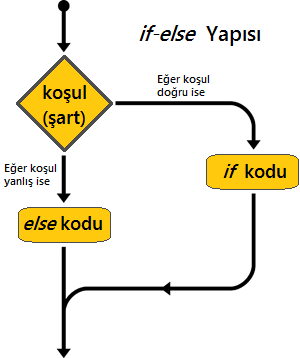 if-else Yapısı
koşul
(şart)
Eğer koşul
doğru ise
Eğer koşul
yanlış ise
if kodu
else kodu